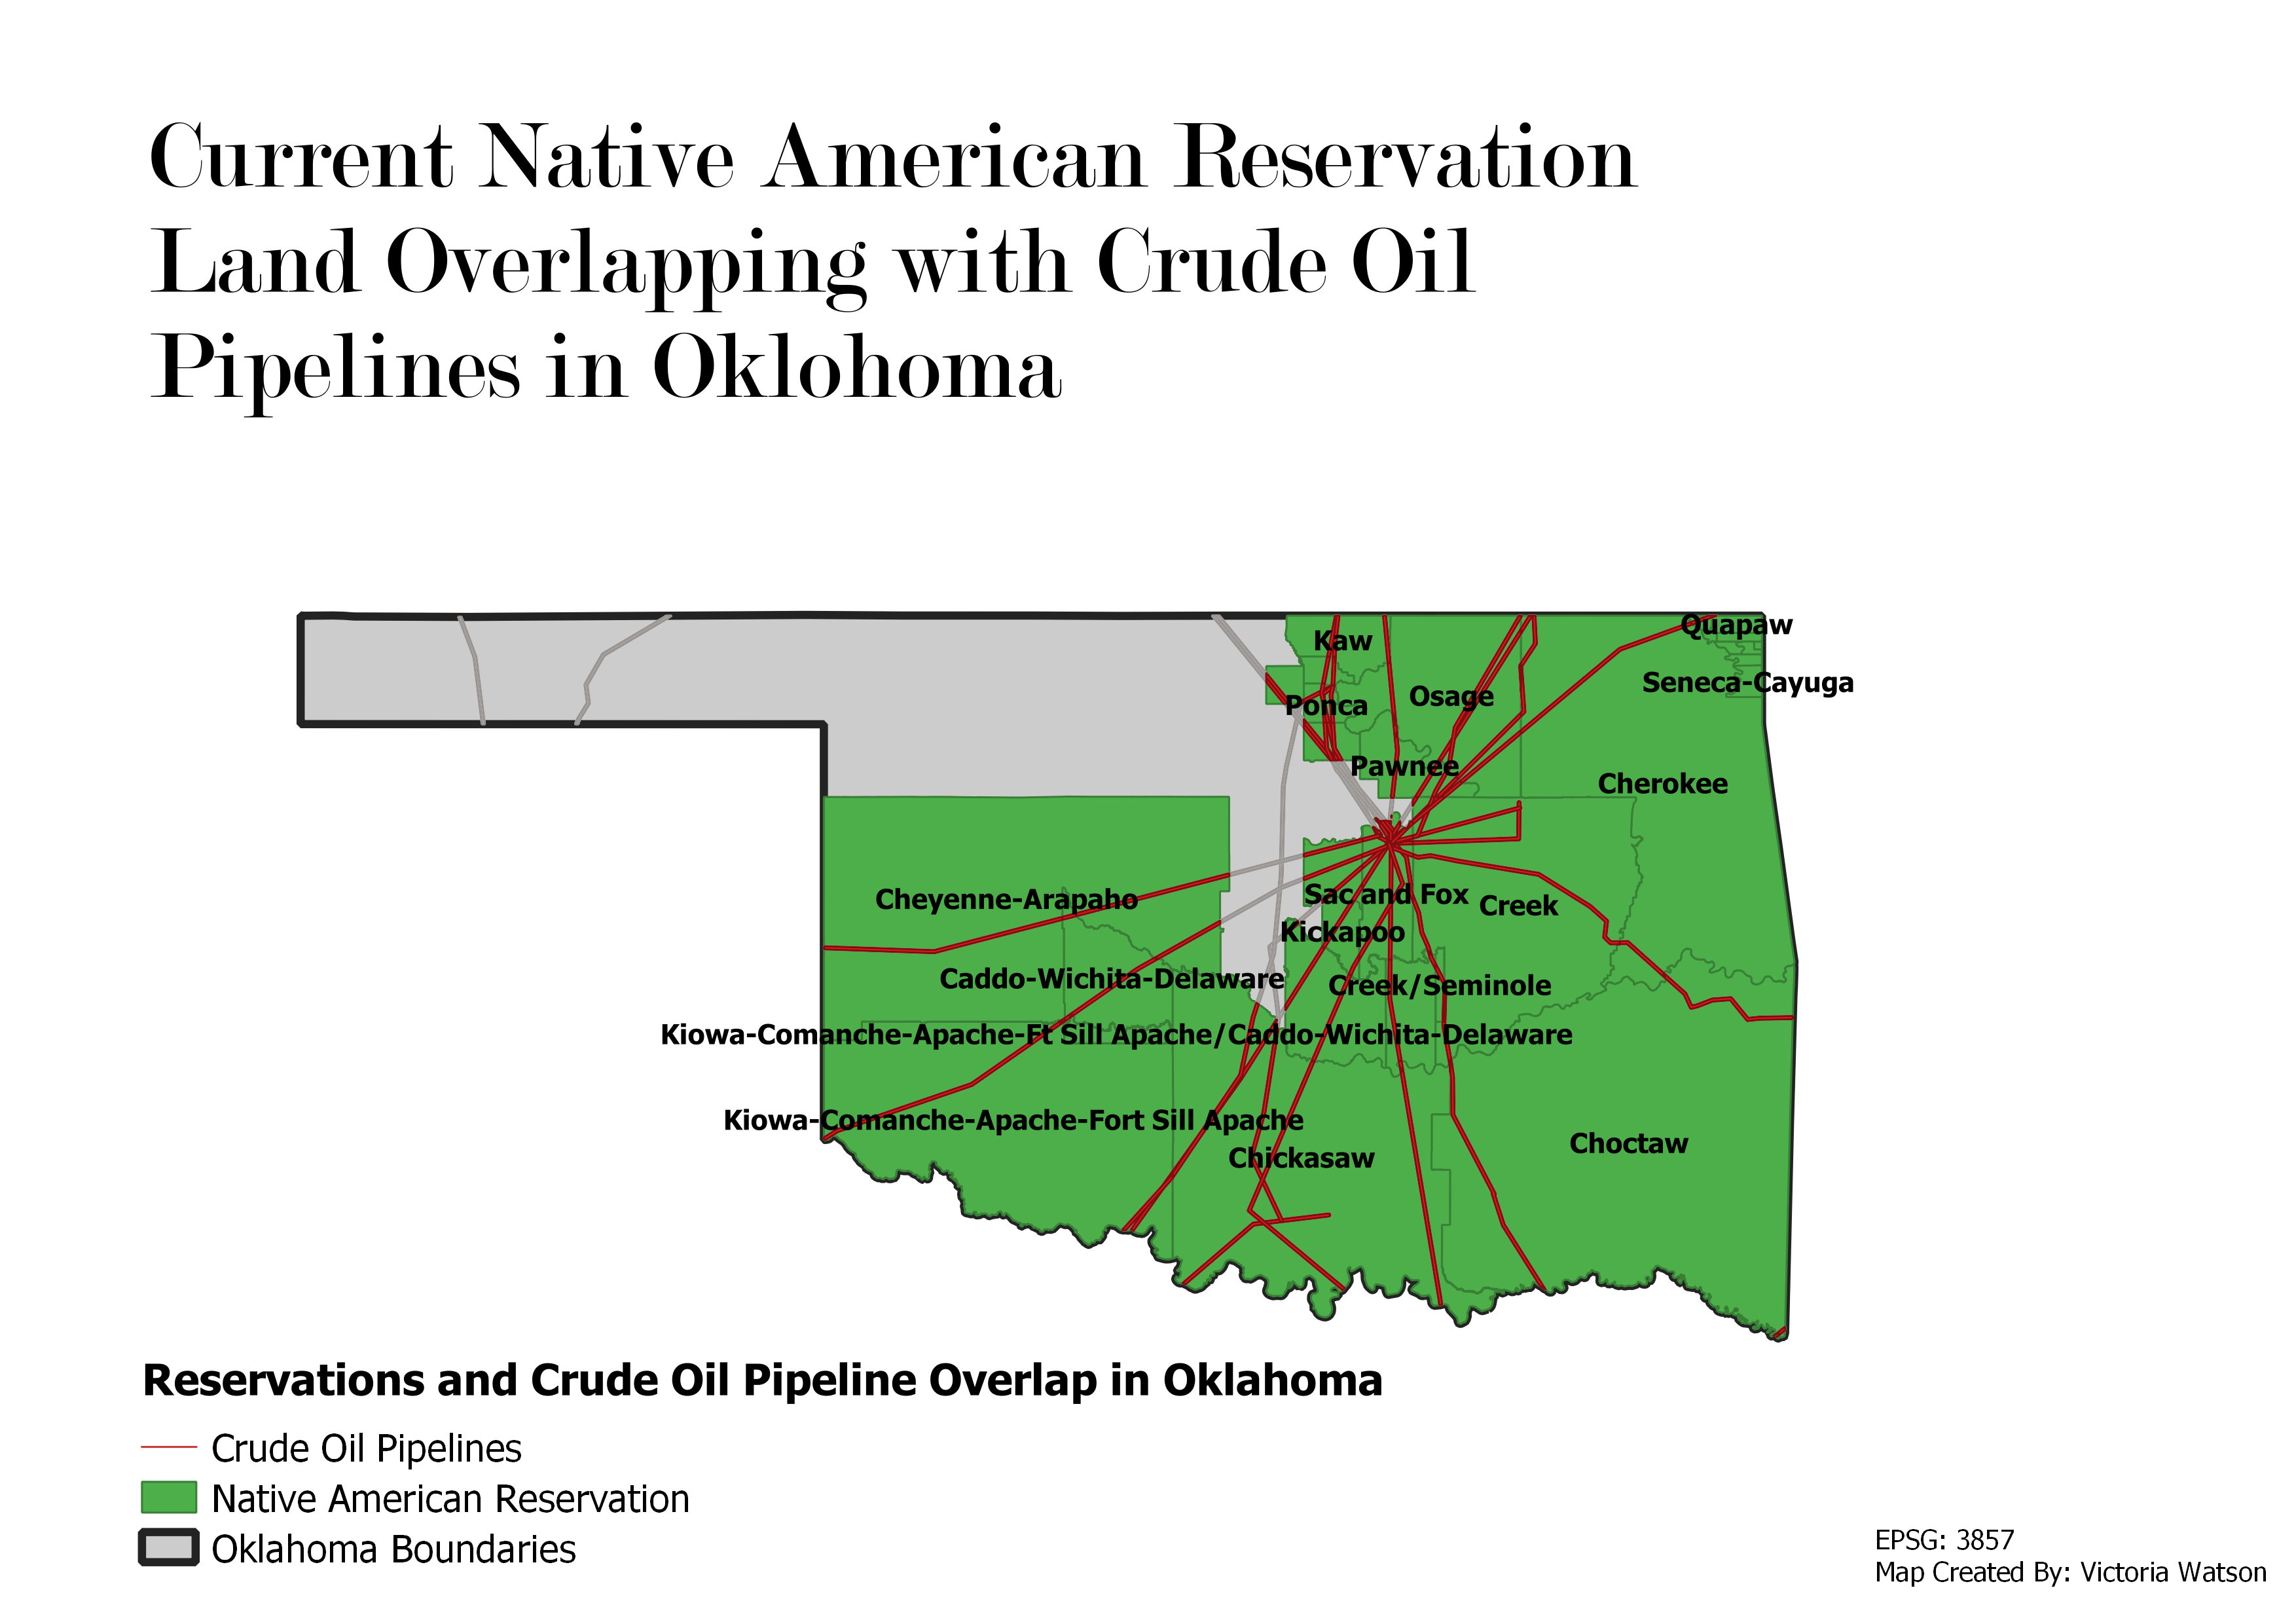 Current Native American Reservation
Land Overlapping with Crude Oil
Pipelines in Oklohoma
Quapaw
Kaw
Seneca-Cayuga
Osage
Ponca
Pawnee
Cherokee
Cheyenne-Arapaho
Sac and Fox
Creek
Kickapoo
Caddo-Wichita-Delaware
Creek/Seminole
Kiowa-Comanche-Apache-Ft Sill Apache/Caddo-Wichita-Delaware
Kiowa-Comanche-Apache-Fort Sill Apache
Choctaw
Chickasaw
Reservations and Crude Oil Pipeline Overlap in Oklahoma
Crude Oil Pipelines
Native American Reservation
Oklahoma Boundaries
EPSG: 3857
Map Created By: Victoria Watson